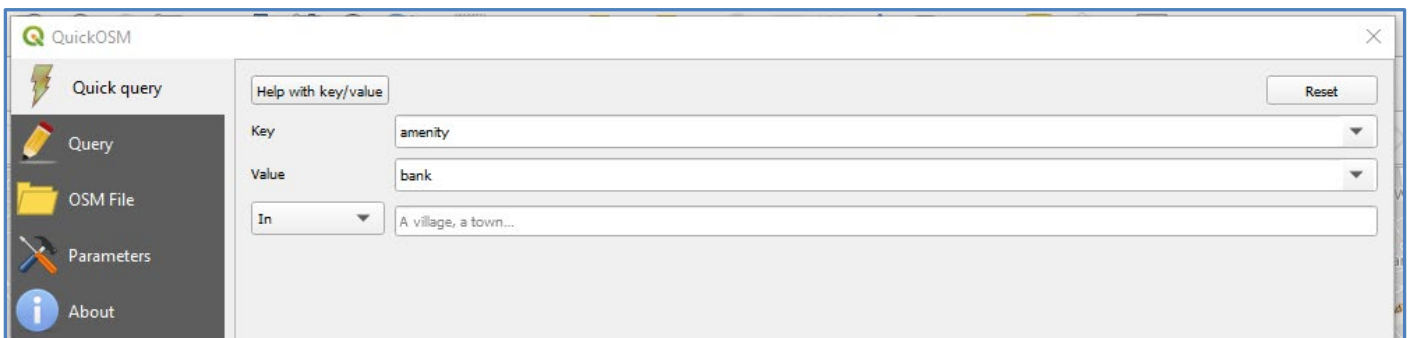 QuickOSM
Quick query
Help with key/value
Reset
Query
Key
amenity
Value
bank
OSM File
In
A village, a town...
Parameters
About